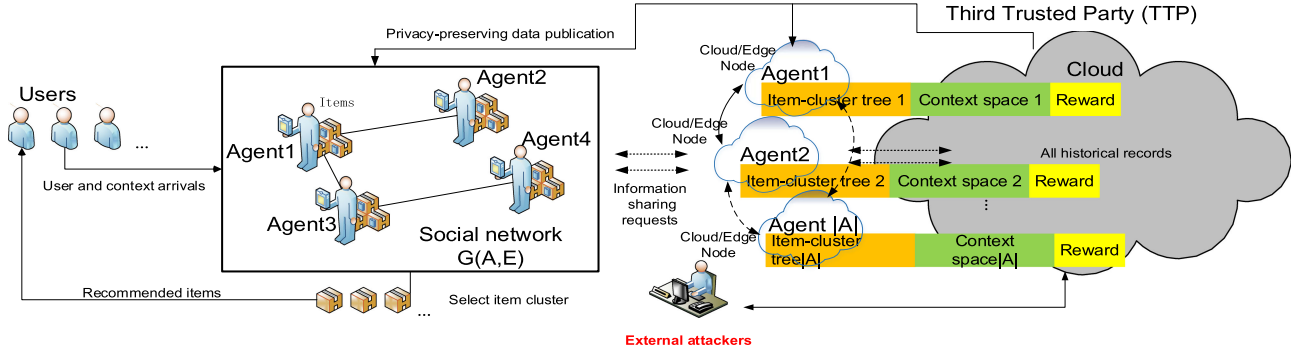 Third Trusted Party (TTP)
Privacy-preserving data publication
Cloud/Edge
Node
Agent1
Cloud
Item-cluster tree 1
Context space 1
Reward
Users
...
Agent2
Items
Agent1
Agent4
Agent3
Social network
G(A,E)
User and context arrivals
Information
sharing
requests
Cloud/Edge
Node
Agent2
All historical records
Item-cluster tree 2
Context space 2
Reward
...
Agent |A|
Cloud/Edge
Node
Item-cluster
tree|A|
Context
space|A|
Reward
Recommended items
...
Select item cluster
External attackers